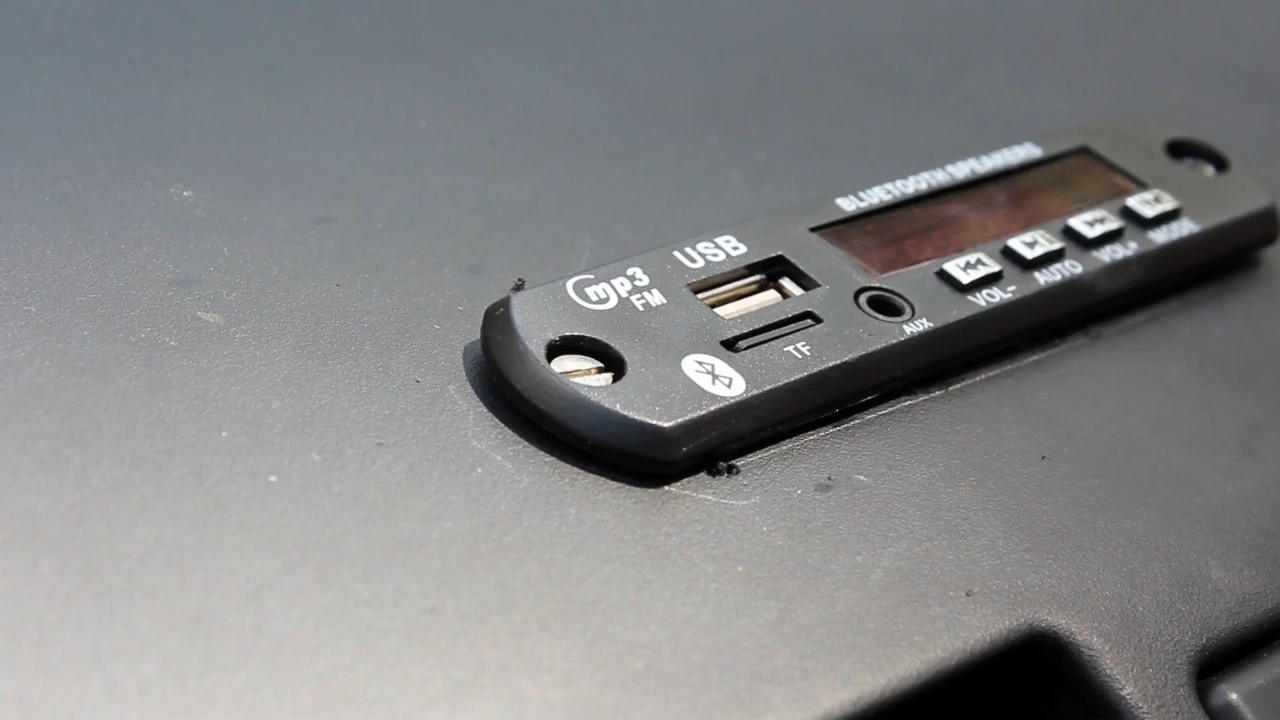 BLUETOOTH SPEAKERS
USB
mp3
FM
TF
AUX
VOL-
AUTO
VOL+
MODE